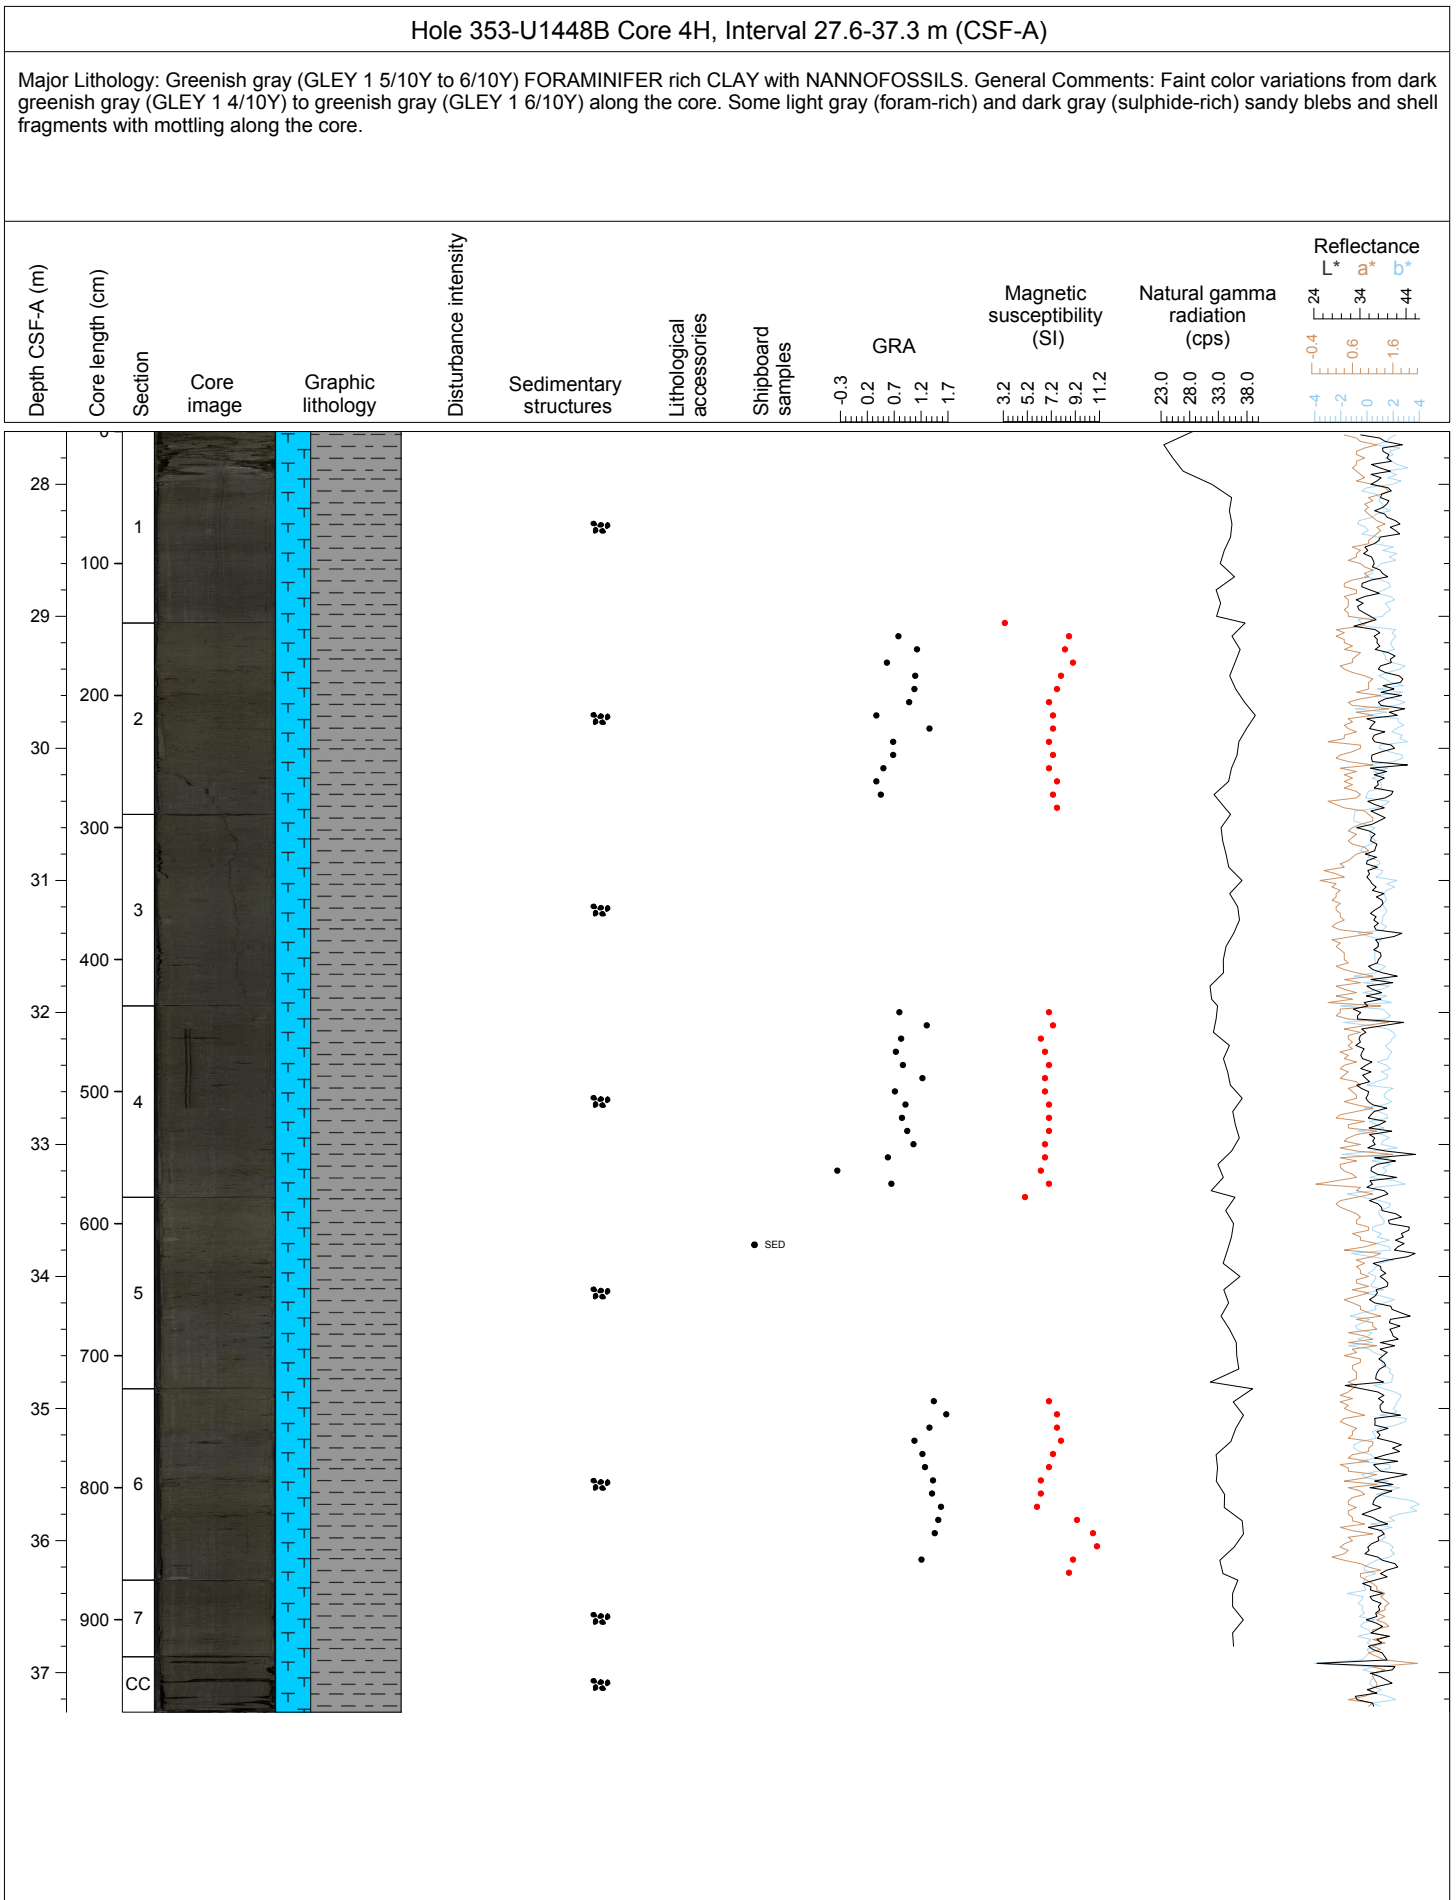 Hole 353-U1448B Core 4H, Interval 27.6-37.3 m (CSF-A)
Major Lithology: Greenish gray (GLEY 1 5/10Y to 6/10Y) FORAMINIFER rich CLAY with NANNOFOSSILS. General Comments: Faint color variations from dark
greenish gray (GLEY 1 4/10Y) to greenish gray (GLEY 1 6/10Y) along the core. Some light gray (foram-rich) and dark gray (sulphide-rich) sandy blebs and shell
fragments with mottling along the core.
Depth CSF-A (m)
Core length (cm)
Section
Core
image
Graphic
lithology
Disturbance intensity
Sedimentary
structures
Lithological
accessories
Shipboard
samples
GRA
-0.3 0.2 0.7 1.2 1.7
Magnetic
susceptibility
(SI)
3.2 5.2 7.2 9.2 11.2
Natural gamma
radiation
(cps)
23.0 28.0 33.0 38.0
Reflectance
L* a* b*
24 34 44
-0.4 0.6 1.6
-4 -2 0 2 4
0
28
1
100
29
200
2
30
300
31
3
400
32
500
4
33
600
SED
34
5
700
35
800
6
36
900
7
37
CC